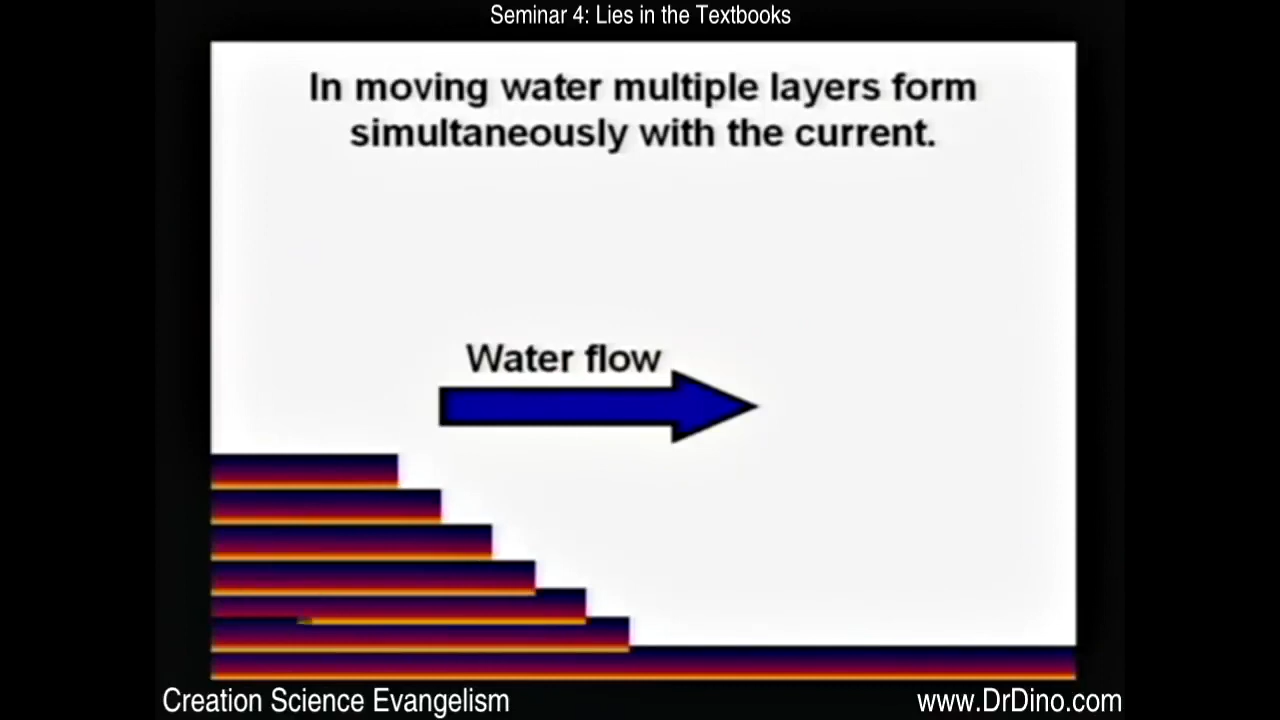 Seminar 4: Lies in the Textbooks
In moving water multiple layers form
simultaneously with the current.
Water flow
Creation Science Evangelism
www.DrDino.com